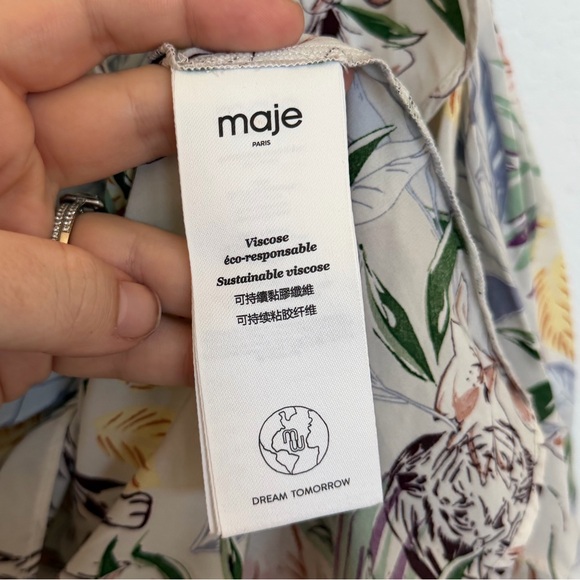 maje
PARIS
Viscose
éco-responsable
Sustainable viscose
可持續黏膠纖維
可持续粘胶纤维
DREAM TOMORROW